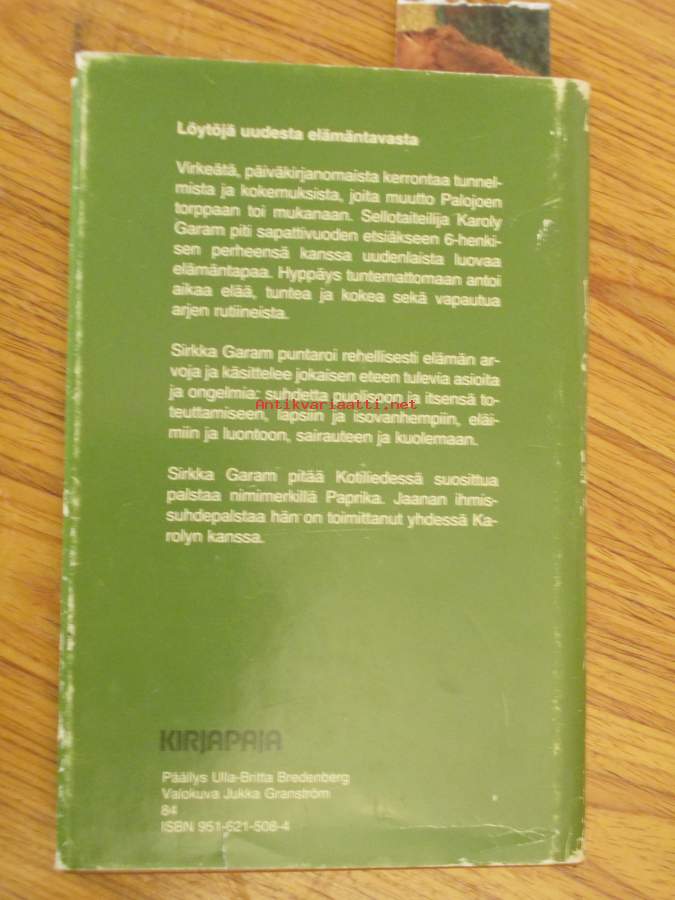 Löytöjä uudesta elämäntavasta
Virkeätä, päiväkirjanomaista kerrontaa tunnel-
mista ja kokemuksista, joita muutto Palojoen
torppaan toi mukanaan. Sellotaiteilija Karoly
Garam piti sapattivuoden etsiäkseen 6-henki-
sen perheensä kanssa uudenlaista luovaa
elämäntapaa. Hyppäys tuntemattomaan antoi
aikaa elää, tuntea ja kokea sekä vapautua
arjen rutiineista.
Sirkka Garam puntaroi rehellisesti elämän ar-
voja ja käsittelee jokaisen eteen tulevia asioita
ja ongelmia: suhdetta puolisoon ja itsensä to-
Antikvariaatti.net
teuttamiseen, lapsiin ja isovanhempiin, eläi-
miin ja luontoon, sairauteen ja kuolemaan.
Sirkka Garam pitää Kotiliedessä suosittua
palstaa nimimerkillä Paprika. Jaanan ihmis-
suhdepalstaa hän on toimittanut yhdessä Ka-
rolyn kanssa.
KIRJAPAJA
Päällys Ulla-Britta Bredenberg
Valokuva Jukka Granström
84
ISBN 951-621-508-4